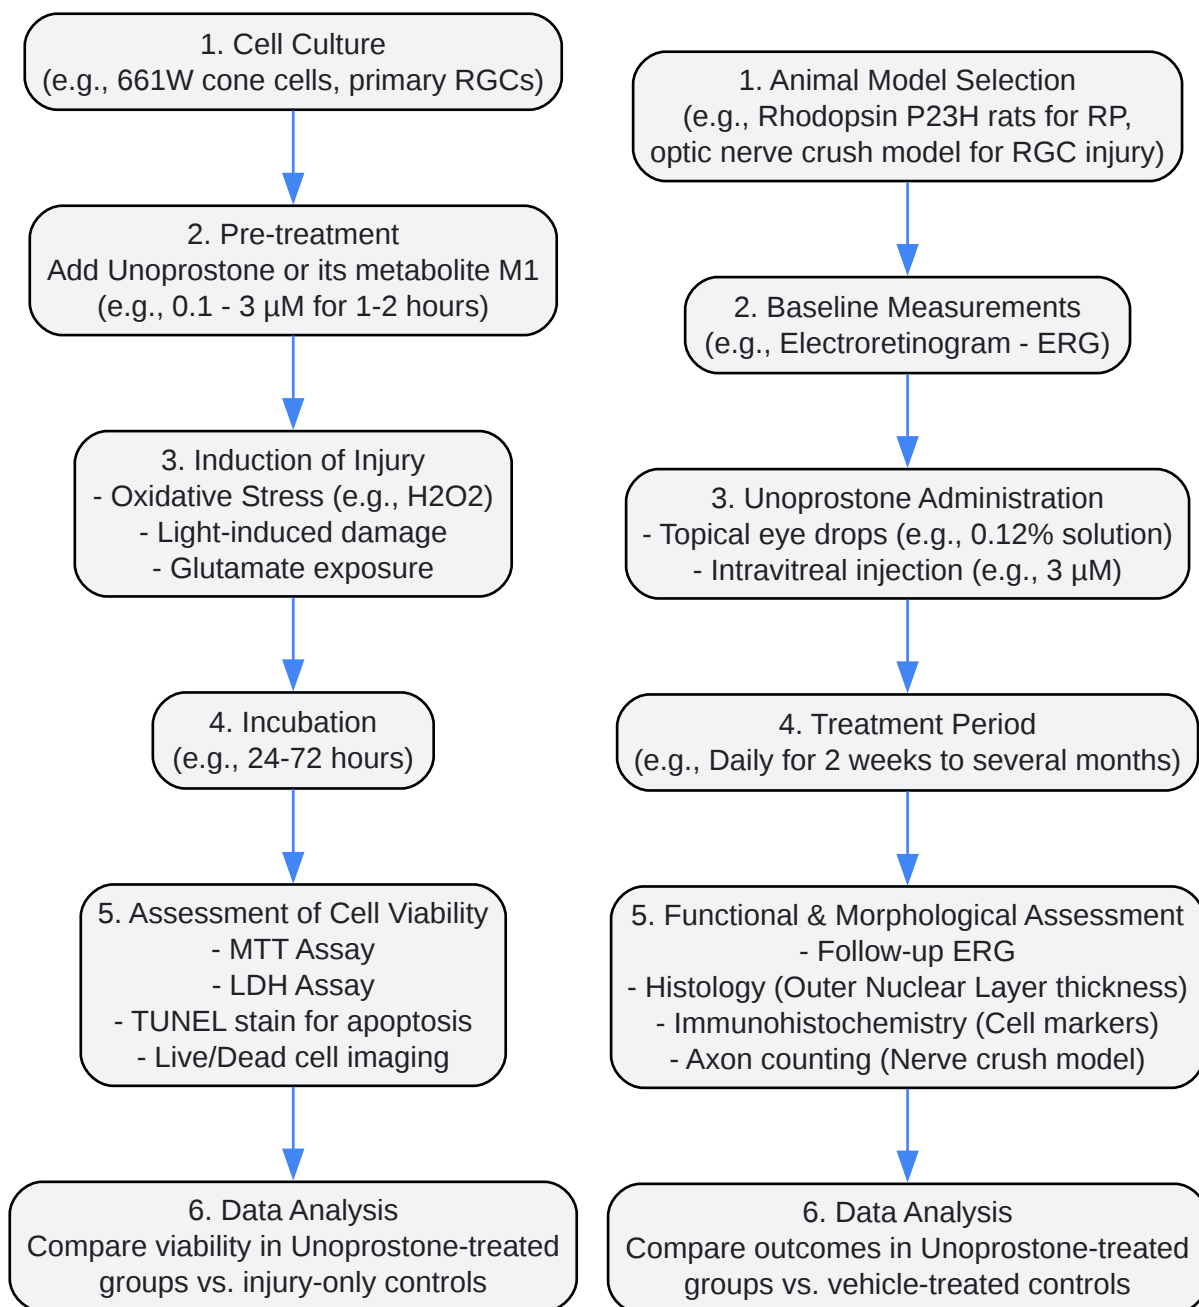 1. Cell Culture
(e.g., 661W cone cells, primary RGCs)
2. Pre-treatment
Add Unoprostone or its metabolite M1
(e.g., 0.1 - 3 µM for 1-2 hours)
3. Induction of Injury
- Oxidative Stress (e.g., H2O2)
- Light-induced damage
- Glutamate exposure
4. Incubation
(e.g., 24-72 hours)
5. Assessment of Cell Viability
- MTT Assay
- LDH Assay
- TUNEL stain for apoptosis
- Live/Dead cell imaging
6. Data Analysis
Compare viability in Unoprostone-treated
groups vs. injury-only controls
1. Animal Model Selection
(e.g., Rhodopsin P23H rats for RP,
optic nerve crush model for RGC injury)
2. Baseline Measurements
(e.g., Electroretinogram - ERG)
3. Unoprostone Administration
- Topical eye drops (e.g., 0.12% solution)
- Intravitreal injection (e.g., 3 µM)
4. Treatment Period
(e.g., Daily for 2 weeks to several months)
5. Functional & Morphological Assessment
- Follow-up ERG
- Histology (Outer Nuclear Layer thickness)
- Immunohistochemistry (Cell markers)
- Axon counting (Nerve crush model)
6. Data Analysis
Compare outcomes in Unoprostone-treated
groups vs. vehicle-treated controls